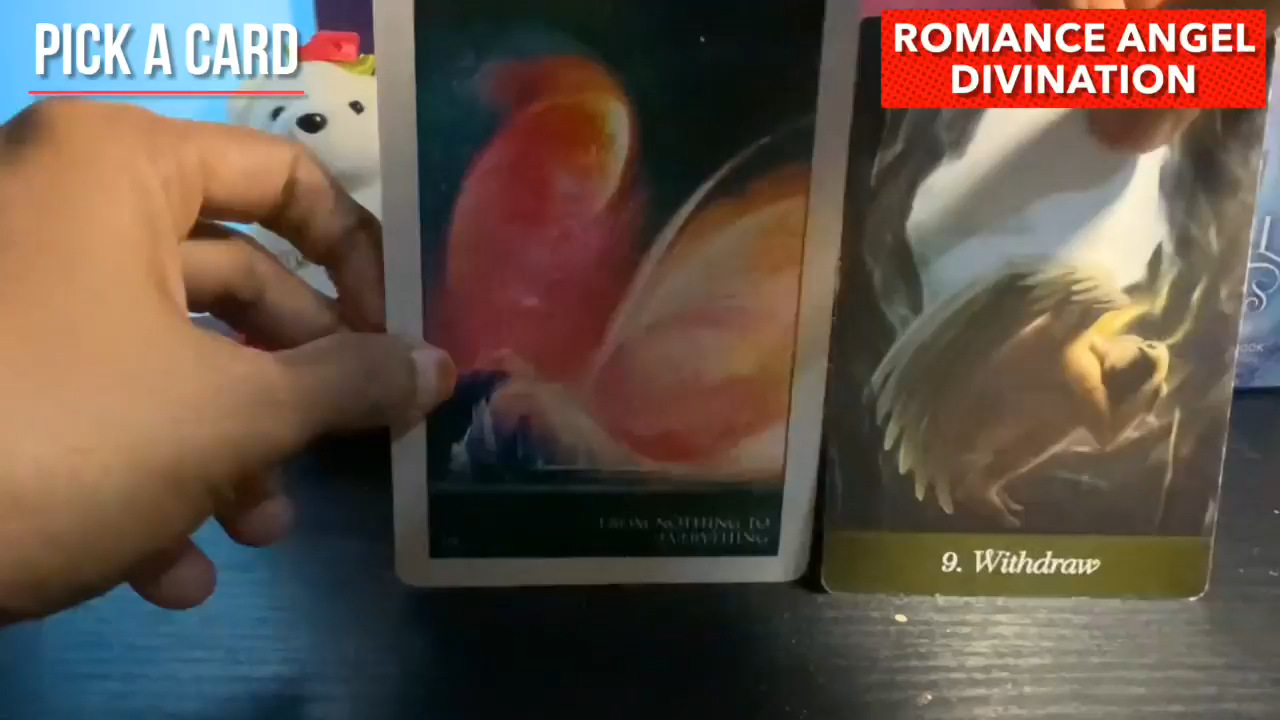 PICK A CARD
ROMANCE ANGEL
DIVINATION
FROM NOTHING TO
EVERYTHING
9. Withdraw